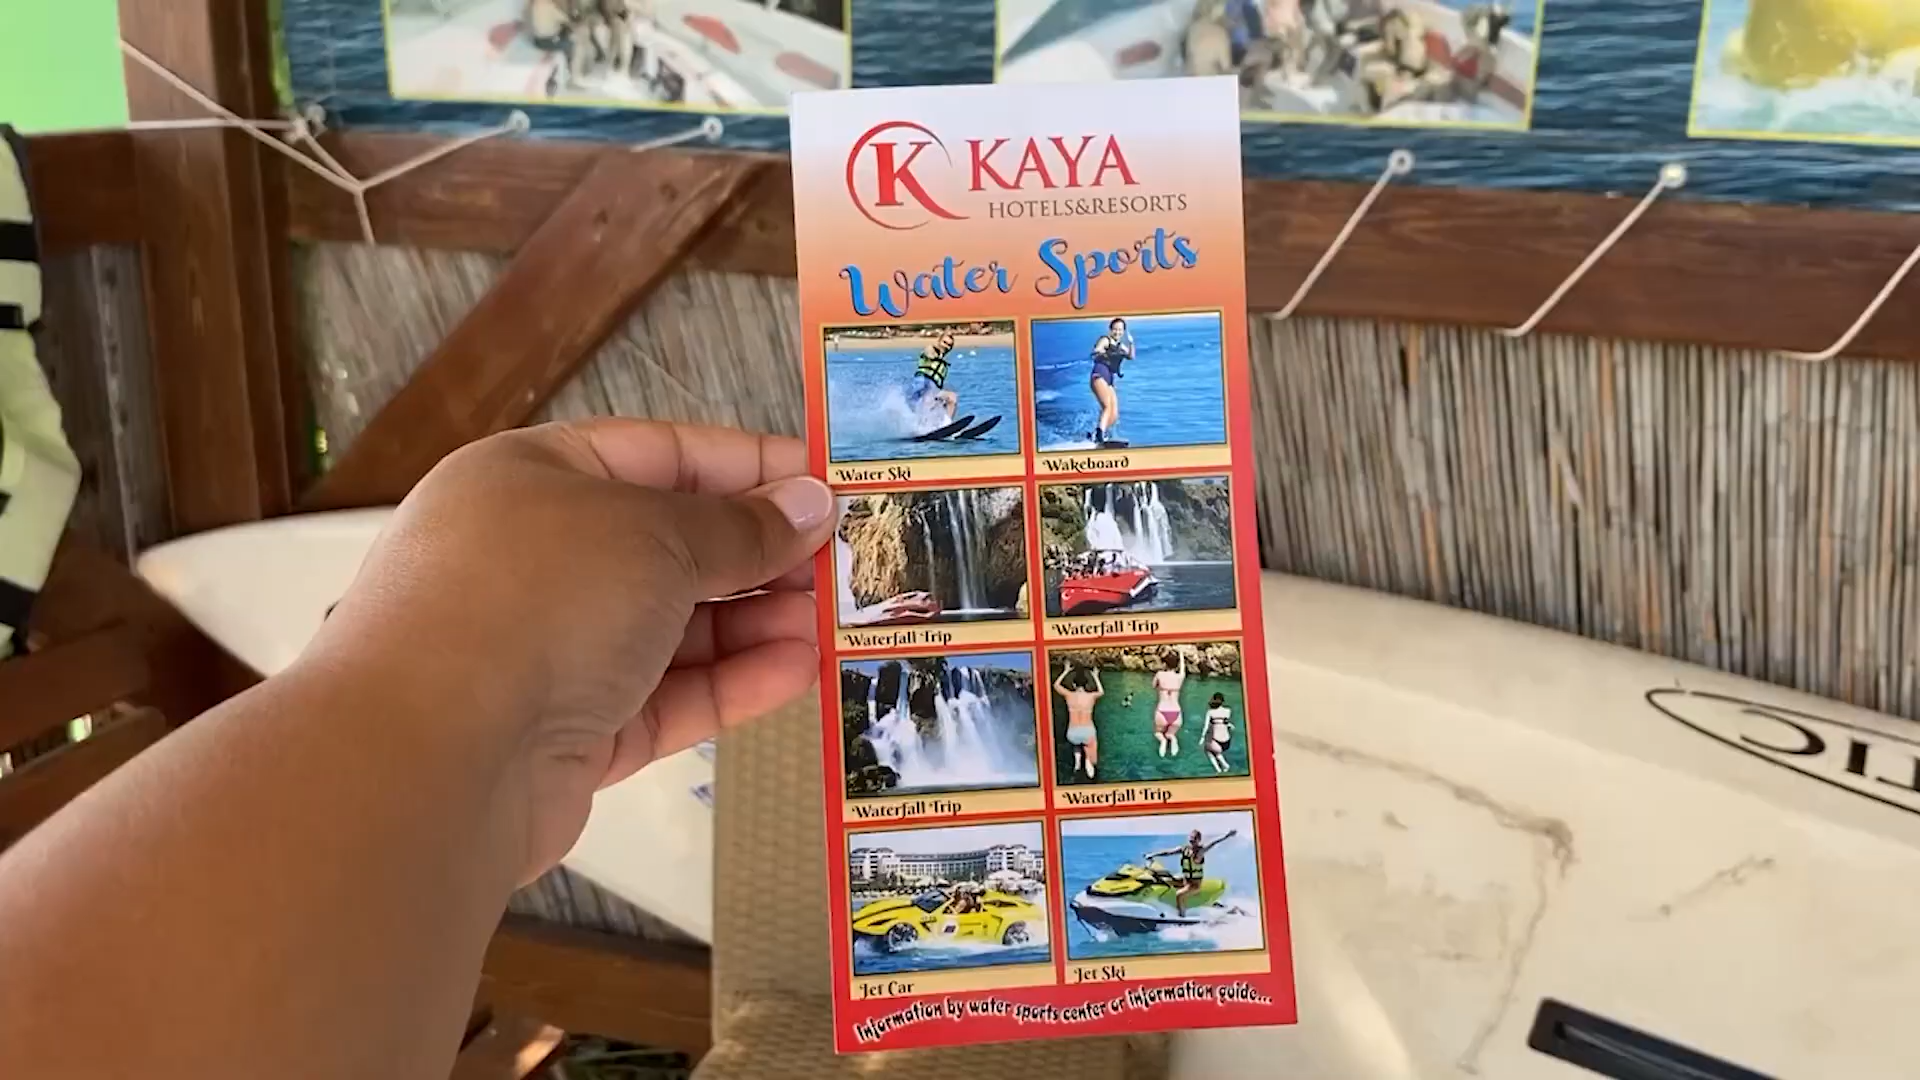 K KAYA
HOTELS&RESORTS
Water Sports
Water Ski
Wakeboard
Waterfall Trip
Waterfall Trip
Waterfall Trip
Waterfall Trip
Jet Car
Jet Ski
Information by water sports center or information guide...